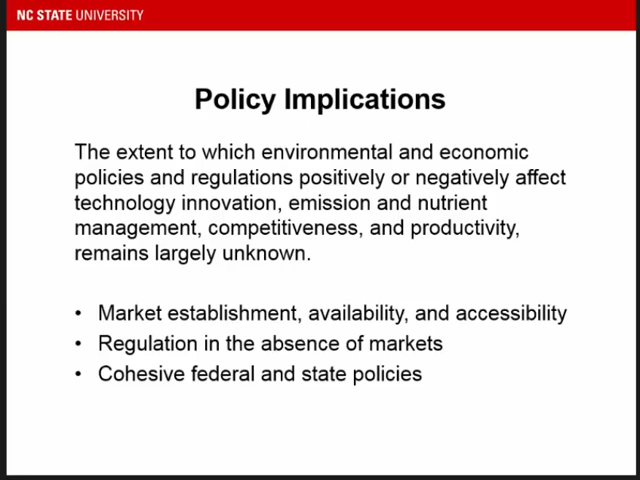 NC STATE UNIVERSITY
Policy Implications
The extent to which environmental and economic
policies and regulations positively or negatively affect
technology innovation, emission and nutrient
management, competitiveness, and productivity,
remains largely unknown.
• Market establishment, availability, and accessibility
• Regulation in the absence of markets
• Cohesive federal and state policies